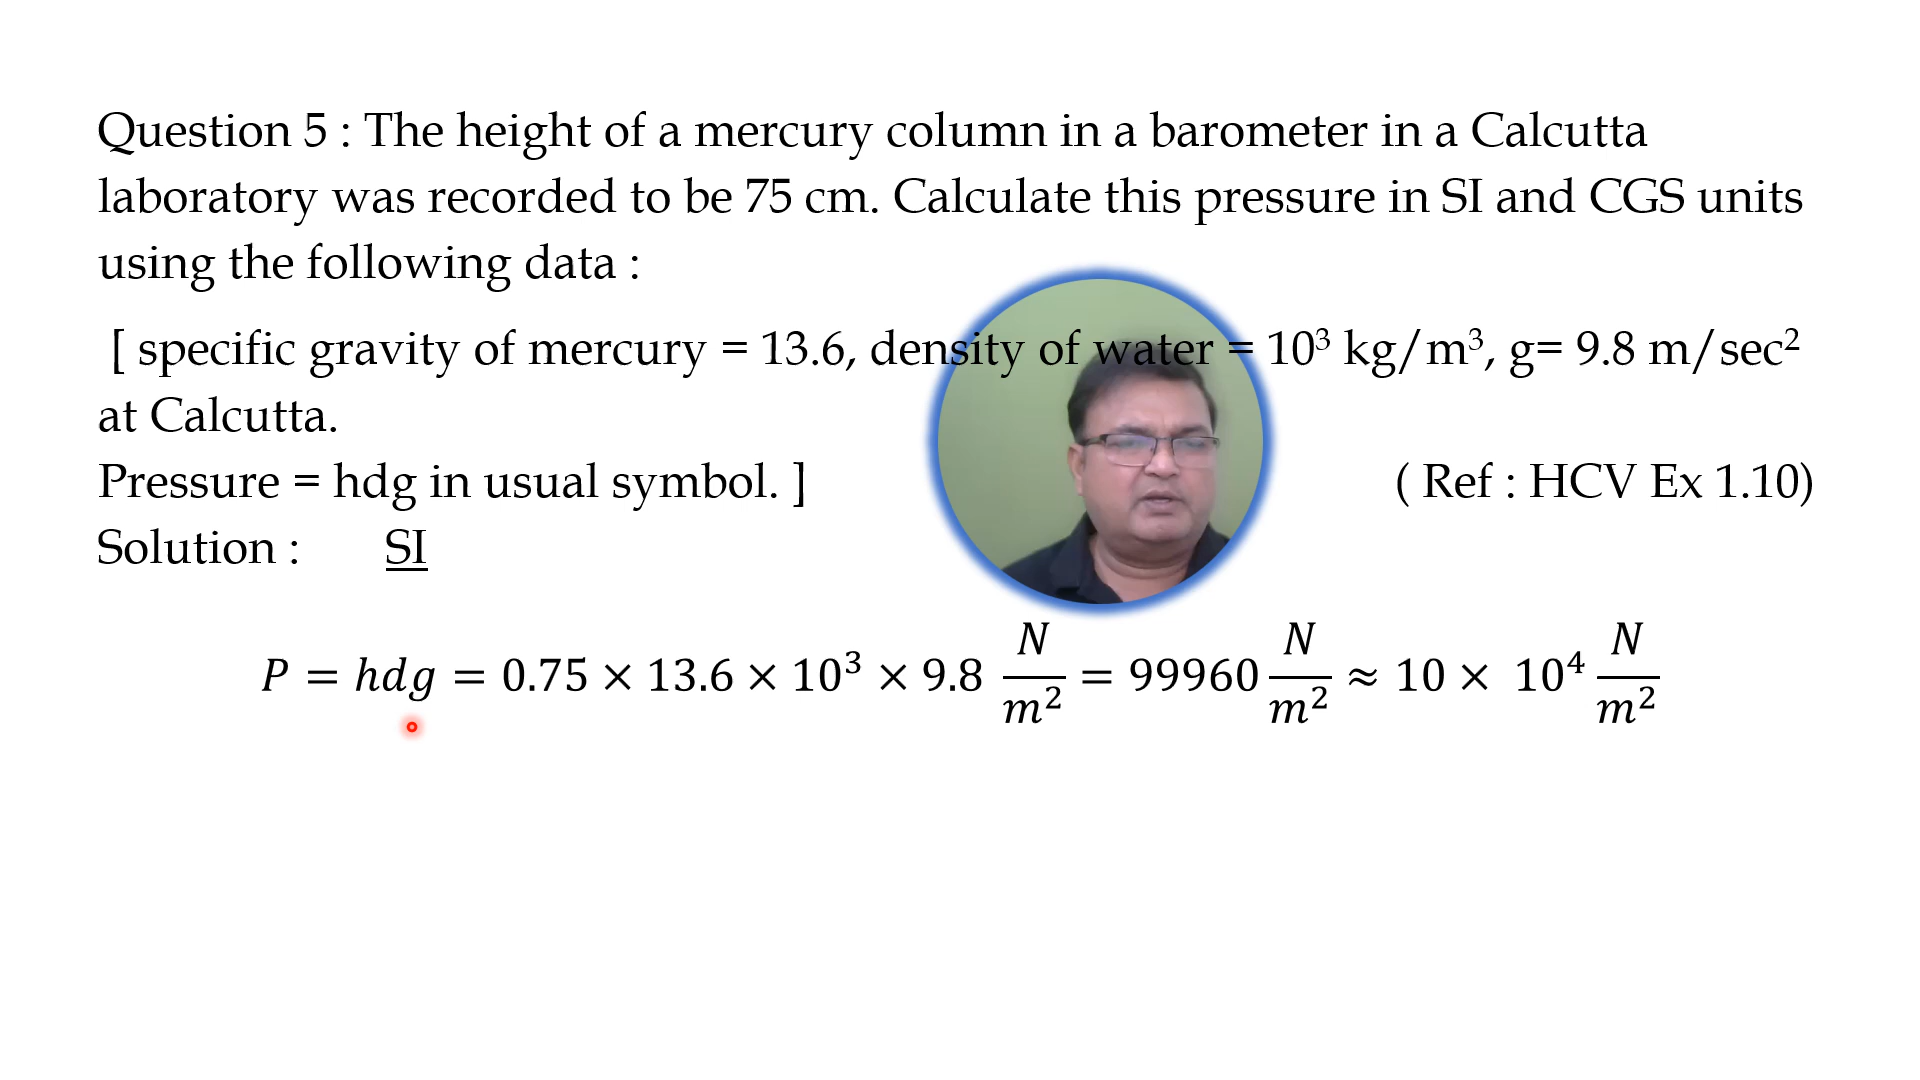 Question 5 : The height of a mercury column in a barometer in a Calcutta
laboratory was recorded to be 75 cm. Calculate this pressure in SI and CGS units
using the following data :
[ specific gravity of mercury = 13.6, density of water = 10³ kg/m³, g= 9.8 m/sec²
at Calcutta.
Pressure = hdg in usual symbol. ] ( Ref : HCV Ex 1.10)
Solution : SI
P = hdg = 0.75 × 13.6 × 10³ × 9.8 N/m² = 99960 N/m² ≈ 10 × 10⁴ N/m²